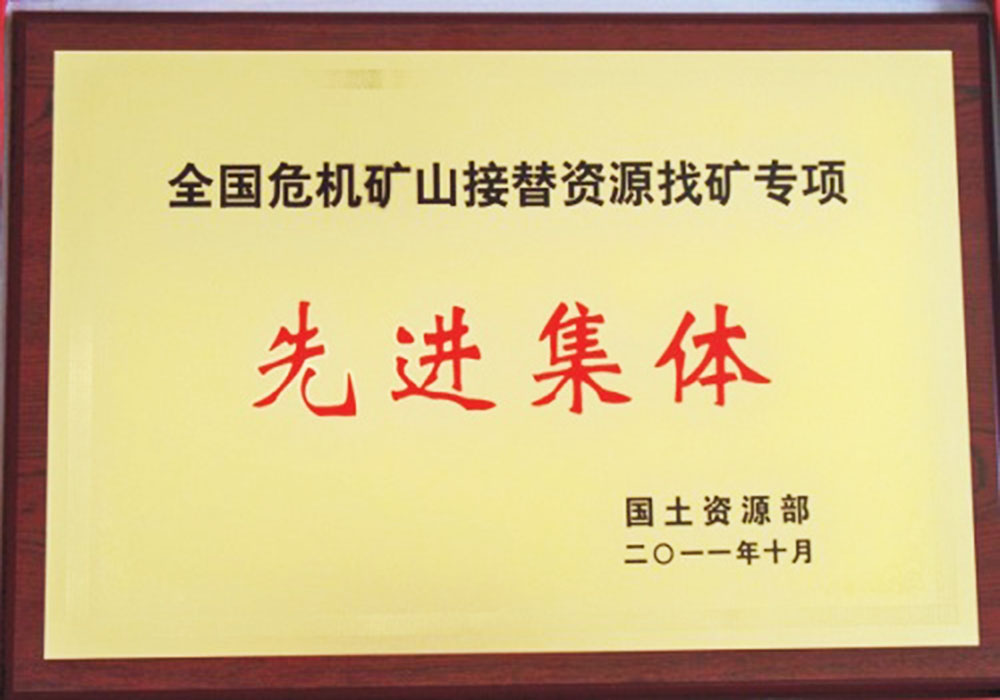 全国危机矿山接替资源找矿专项
先进集体
国土资源部
二〇一一年十月